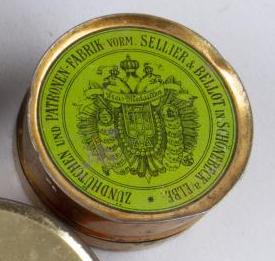 ZÜNDHÜTCHEN UND PATRONEN-FABRIK VORM. SELLIER & BELLOT IN SCHÖNEBECK a/ELBE.